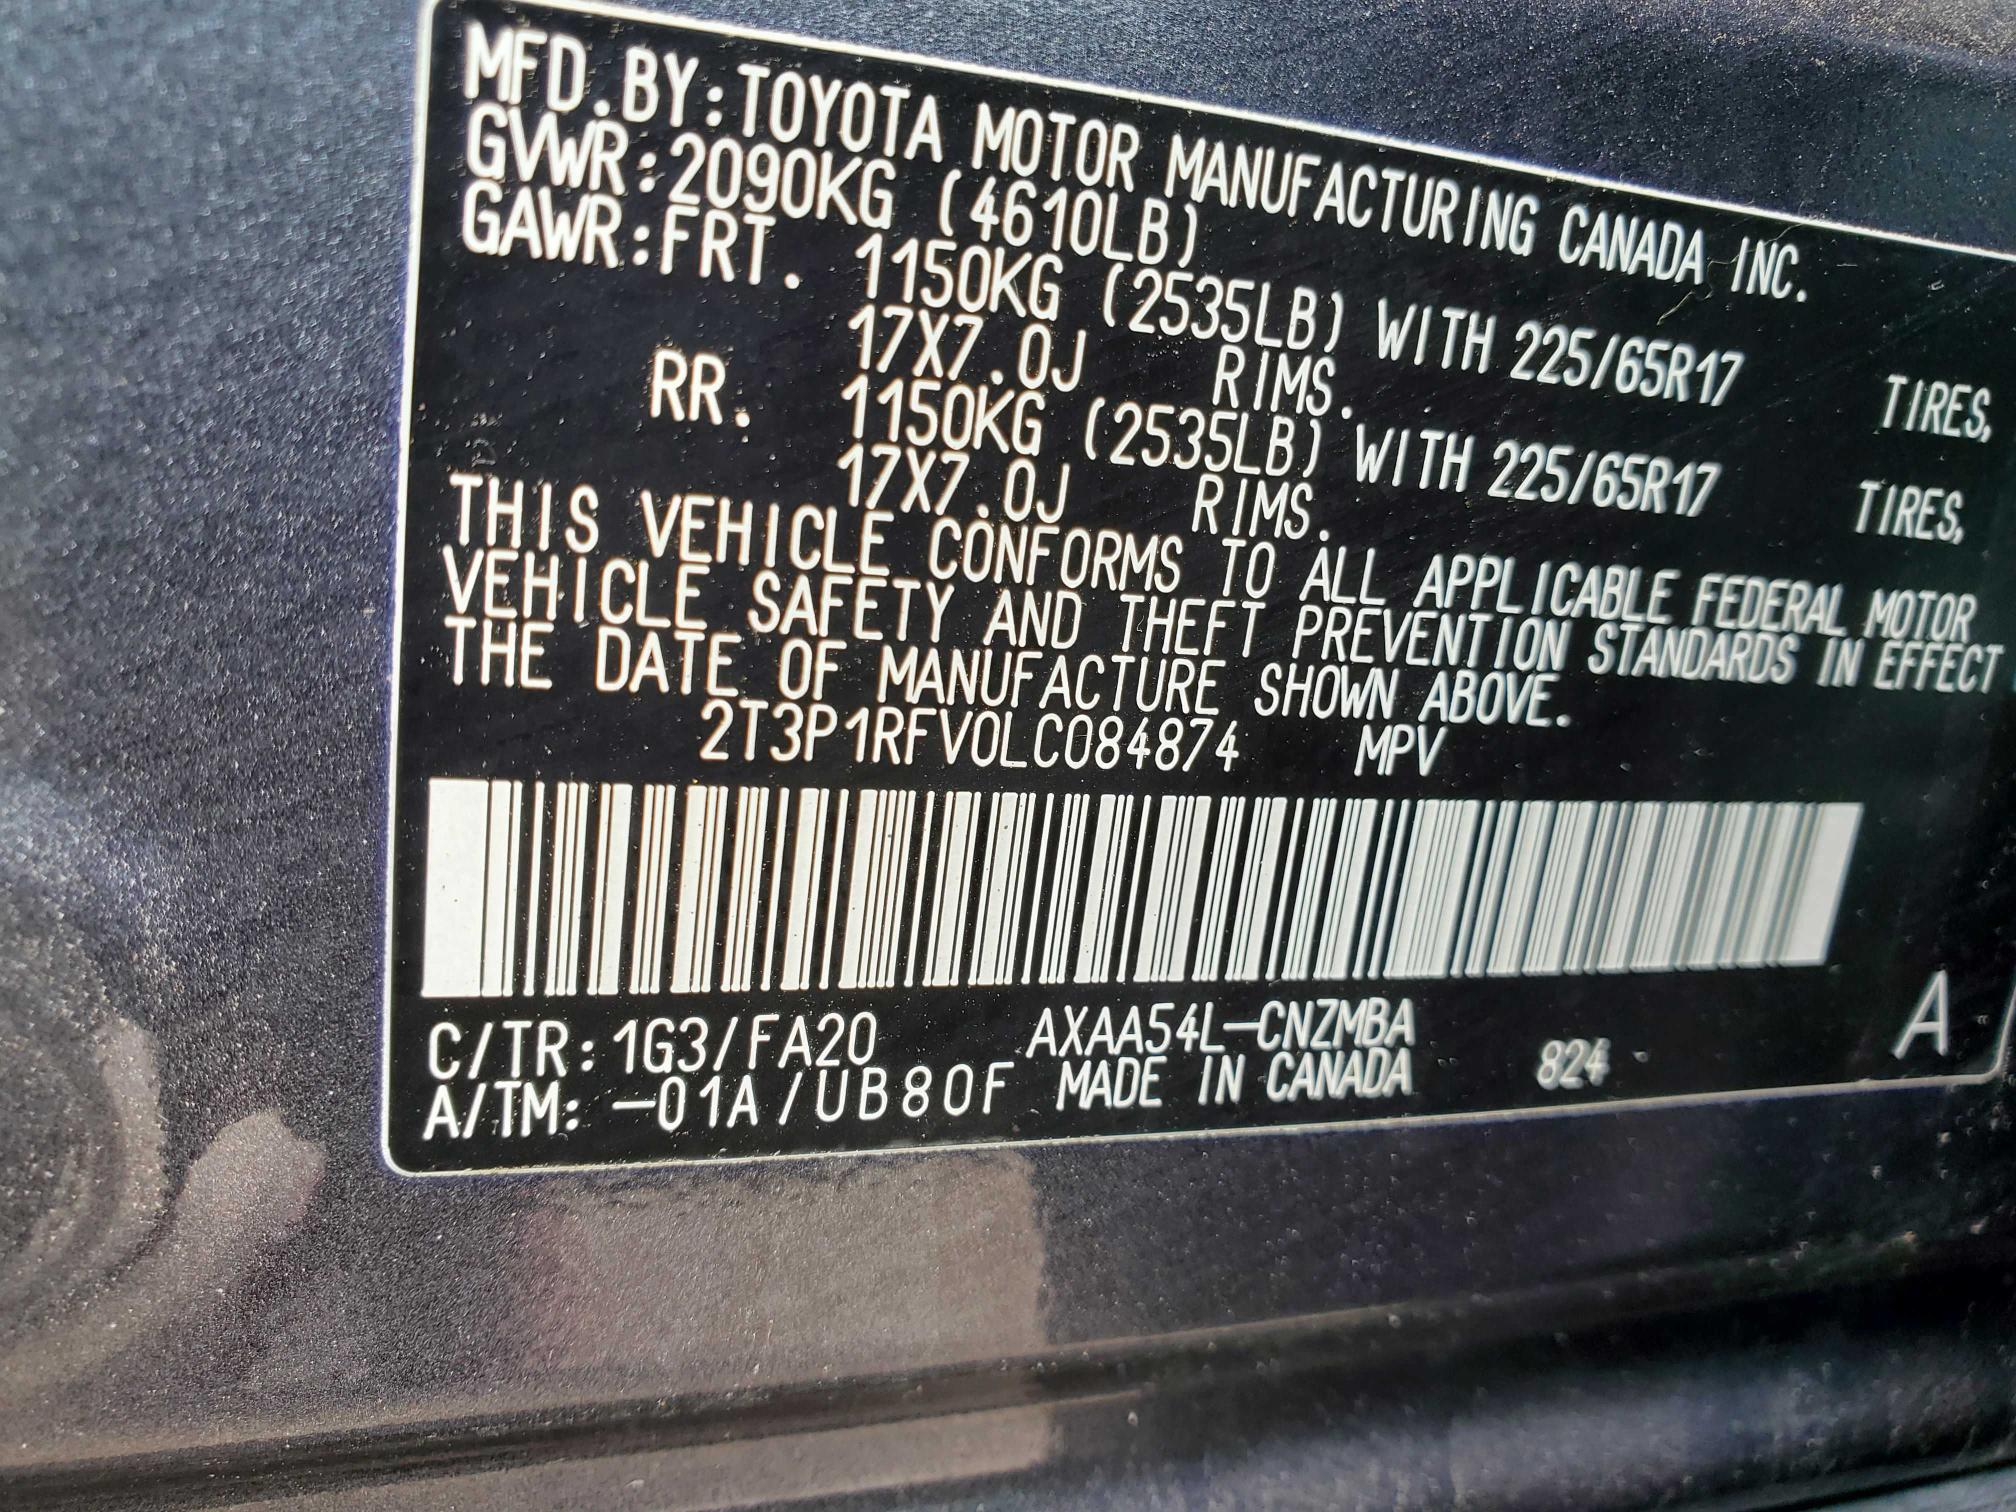 MFD.BY:TOYOTA MOTOR MANUFACTURING CANADA INC.
GVWR:2090KG (4610LB)
GAWR:FRT. 1150KG (2535LB) WITH 225/65R17 TIRES,
17X7.0J RIMS.
RR. 1150KG (2535LB) WITH 225/65R17 TIRES,
17X7.0J RIMS.
THIS VEHICLE CONFORMS TO ALL APPLICABLE FEDERAL MOTOR
VEHICLE SAFETY AND THEFT PREVENTION STANDARDS IN EFFECT
THE DATE OF MANUFACTURE SHOWN ABOVE.
2T3P1RFV0LC084874 MPV
C/TR:1G3/FA20 AXAA54L-CNZMBA
A/TM: -01A/UB80F MADE IN CANADA 824 A